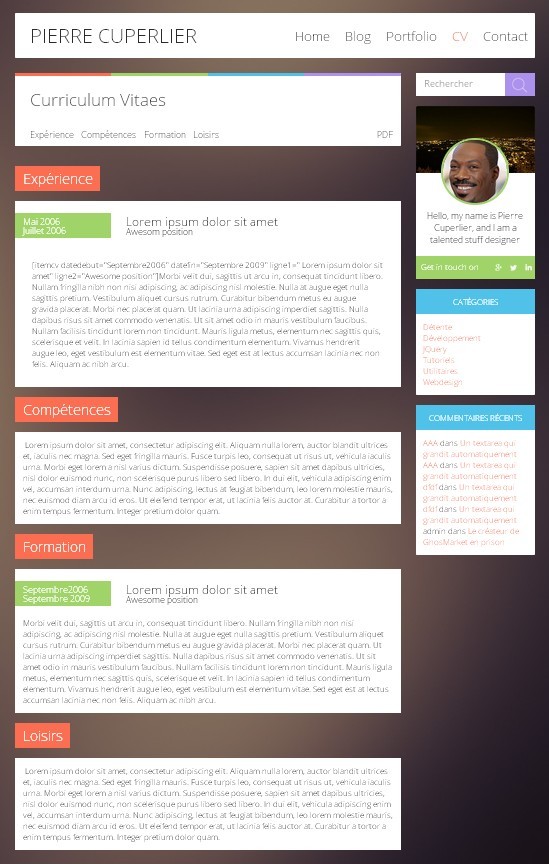 PIERRE CUPERLIER
Home Blog Portfolio CV Contact
Curriculum Vitaes
Expérience Compétences Formation Loisirs PDF
Expérience
Mai 2006
Juillet 2006
Lorem ipsum dolor sit amet
Awesom position
[itemcv datedebut="Septembre2006" datefin="Septembre 2009" ligne1=" Lorem ipsum dolor sit
amet" ligne2="Awesome position"]Morbi velit dui, sagittis ut arcu in, consequat tincidunt libero.
Nullam fringilla nibh non nisi adipiscing, ac adipiscing nisl molestie. Nulla at augue eget nulla
sagittis pretium. Vestibulum aliquet cursus rutrum. Curabitur bibendum metus eu augue
gravida placerat. Morbi nec placerat quam. Ut lacinia urna adipiscing imperdiet sagittis. Nulla
dapibus risus sit amet commodo venenatis. Ut sit amet odio in mauris vestibulum faucibus.
Nullam facilisis tincidunt lorem non tincidunt. Mauris ligula metus, elementum nec sagittis quis,
scelerisque et velit. In lacinia sapien id tellus condimentum elementum. Vivamus hendrerit
augue leo, eget vestibulum est elementum vitae. Sed eget est at lectus accumsan lacinia nec non
felis. Aliquam ac nibh arcu.
Compétences
Lorem ipsum dolor sit amet, consectetur adipiscing elit. Aliquam nulla lorem, auctor blandit ultrices
et, iaculis nec magna. Sed eget fringilla mauris. Fusce turpis leo, consequat ut risus ut, vehicula iaculis
urna. Morbi eget lorem a nisl varius dictum. Suspendisse posuere, sapien sit amet dapibus ultricies,
nisl dolor euismod nunc, non scelerisque purus libero sed libero. In dui elit, vehicula adipiscing enim
vel, accumsan interdum urna. Nunc adipiscing, lectus at feugiat bibendum, leo lorem molestie mauris,
nec euismod diam arcu id eros. Ut eleifend tempor erat, ut lacinia felis auctor at. Curabitur a tortor a
enim tempus fermentum. Integer pretium dolor quam.
Formation
Septembre2006
Septembre 2009
Lorem ipsum dolor sit amet
Awesome position
Morbi velit dui, sagittis ut arcu in, consequat tincidunt libero. Nullam fringilla nibh non nisi
adipiscing, ac adipiscing nisl molestie. Nulla at augue eget nulla sagittis pretium. Vestibulum aliquet
cursus rutrum. Curabitur bibendum metus eu augue gravida placerat. Morbi nec placerat quam. Ut
lacinia urna adipiscing imperdiet sagittis. Nulla dapibus risus sit amet commodo venenatis. Ut sit
amet odio in mauris vestibulum faucibus. Nullam facilisis tincidunt lorem non tincidunt. Mauris ligula
metus, elementum nec sagittis quis, scelerisque et velit. In lacinia sapien id tellus condimentum
elementum. Vivamus hendrerit augue leo, eget vestibulum est elementum vitae. Sed eget est at lectus
accumsan lacinia nec non felis. Aliquam ac nibh arcu.
Loisirs
Lorem ipsum dolor sit amet, consectetur adipiscing elit. Aliquam nulla lorem, auctor blandit ultrices
et, iaculis nec magna. Sed eget fringilla mauris. Fusce turpis leo, consequat ut risus ut, vehicula iaculis
urna. Morbi eget lorem a nisl varius dictum. Suspendisse posuere, sapien sit amet dapibus ultricies,
nisl dolor euismod nunc, non scelerisque purus libero sed libero. In dui elit, vehicula adipiscing enim
vel, accumsan interdum urna. Nunc adipiscing, lectus at feugiat bibendum, leo lorem molestie mauris,
nec euismod diam arcu id eros. Ut eleifend tempor erat, ut lacinia felis auctor at. Curabitur a tortor a
enim tempus fermentum. Integer pretium dolor quam.
Rechercher
Hello, my name is Pierre
Cuperlier, and I am a
talented stuff designer
Get in touch on
CATÉGORIES
Détente
Développement
jQuery
Tutoriels
Utilitaires
Webdesign
COMMENTAIRES RÉCENTS
AAA dans Un textarea qui
grandit automatiquement
AAA dans Un textarea qui
grandit automatiquement
dfdf dans Un textarea qui
grandit automatiquement
dfdf dans Un textarea qui
grandit automatiquement
admin dans Le créateur de
GhosMarket en prison